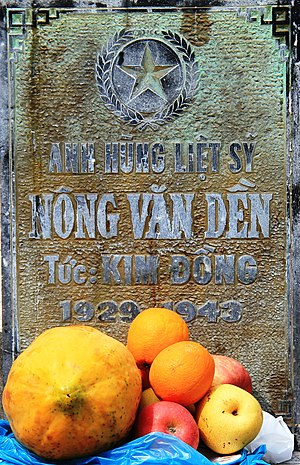 ANH HÙNG LIỆT SỸ
NÔNG VĂN DỀN
TỨC: KIM ĐỒNG
1929-1943